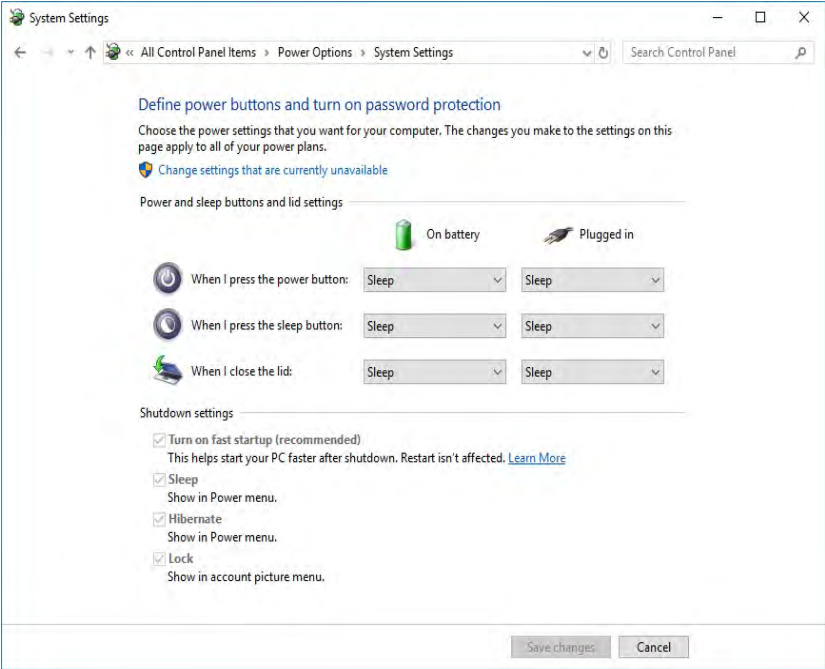 System Settings
« All Control Panel Items › Power Options › System Settings
Search Control Panel
Define power buttons and turn on password protection
Choose the power settings that you want for your computer. The changes you make to the settings on this
page apply to all of your power plans.
Change settings that are currently unavailable
Power and sleep buttons and lid settings
On battery
Plugged in
When I press the power button: Sleep Sleep
When I press the sleep button: Sleep Sleep
When I close the lid: Sleep Sleep
Shutdown settings
Turn on fast startup (recommended)
This helps start your PC faster after shutdown. Restart isn't affected. Learn More
Sleep
Show in Power menu.
Hibernate
Show in Power menu.
Lock
Show in account picture menu.
Save changes Cancel